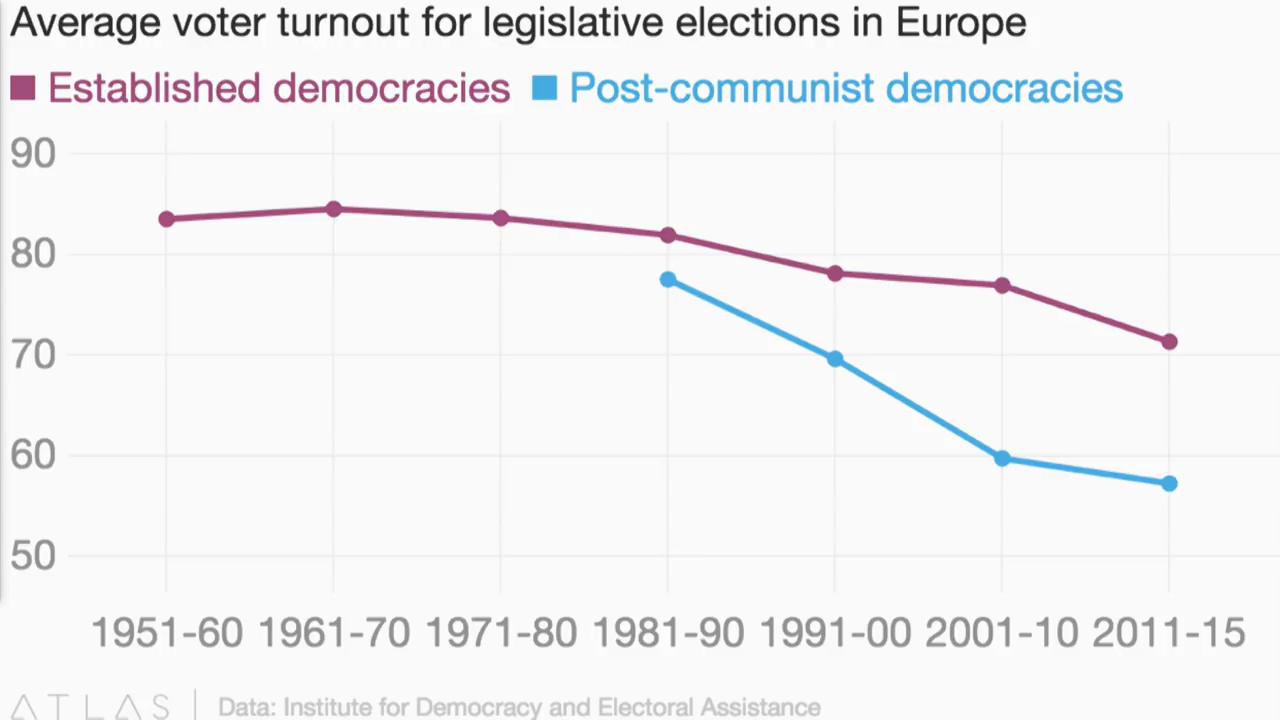 Average voter turnout for legislative elections in Europe
Established democracies Post-communist democracies
90
80
70
60
50
1951-60 1961-70 1971-80 1981-90 1991-00 2001-10 2011-15
ATLAS | Data: Institute for Democracy and Electoral Assistance